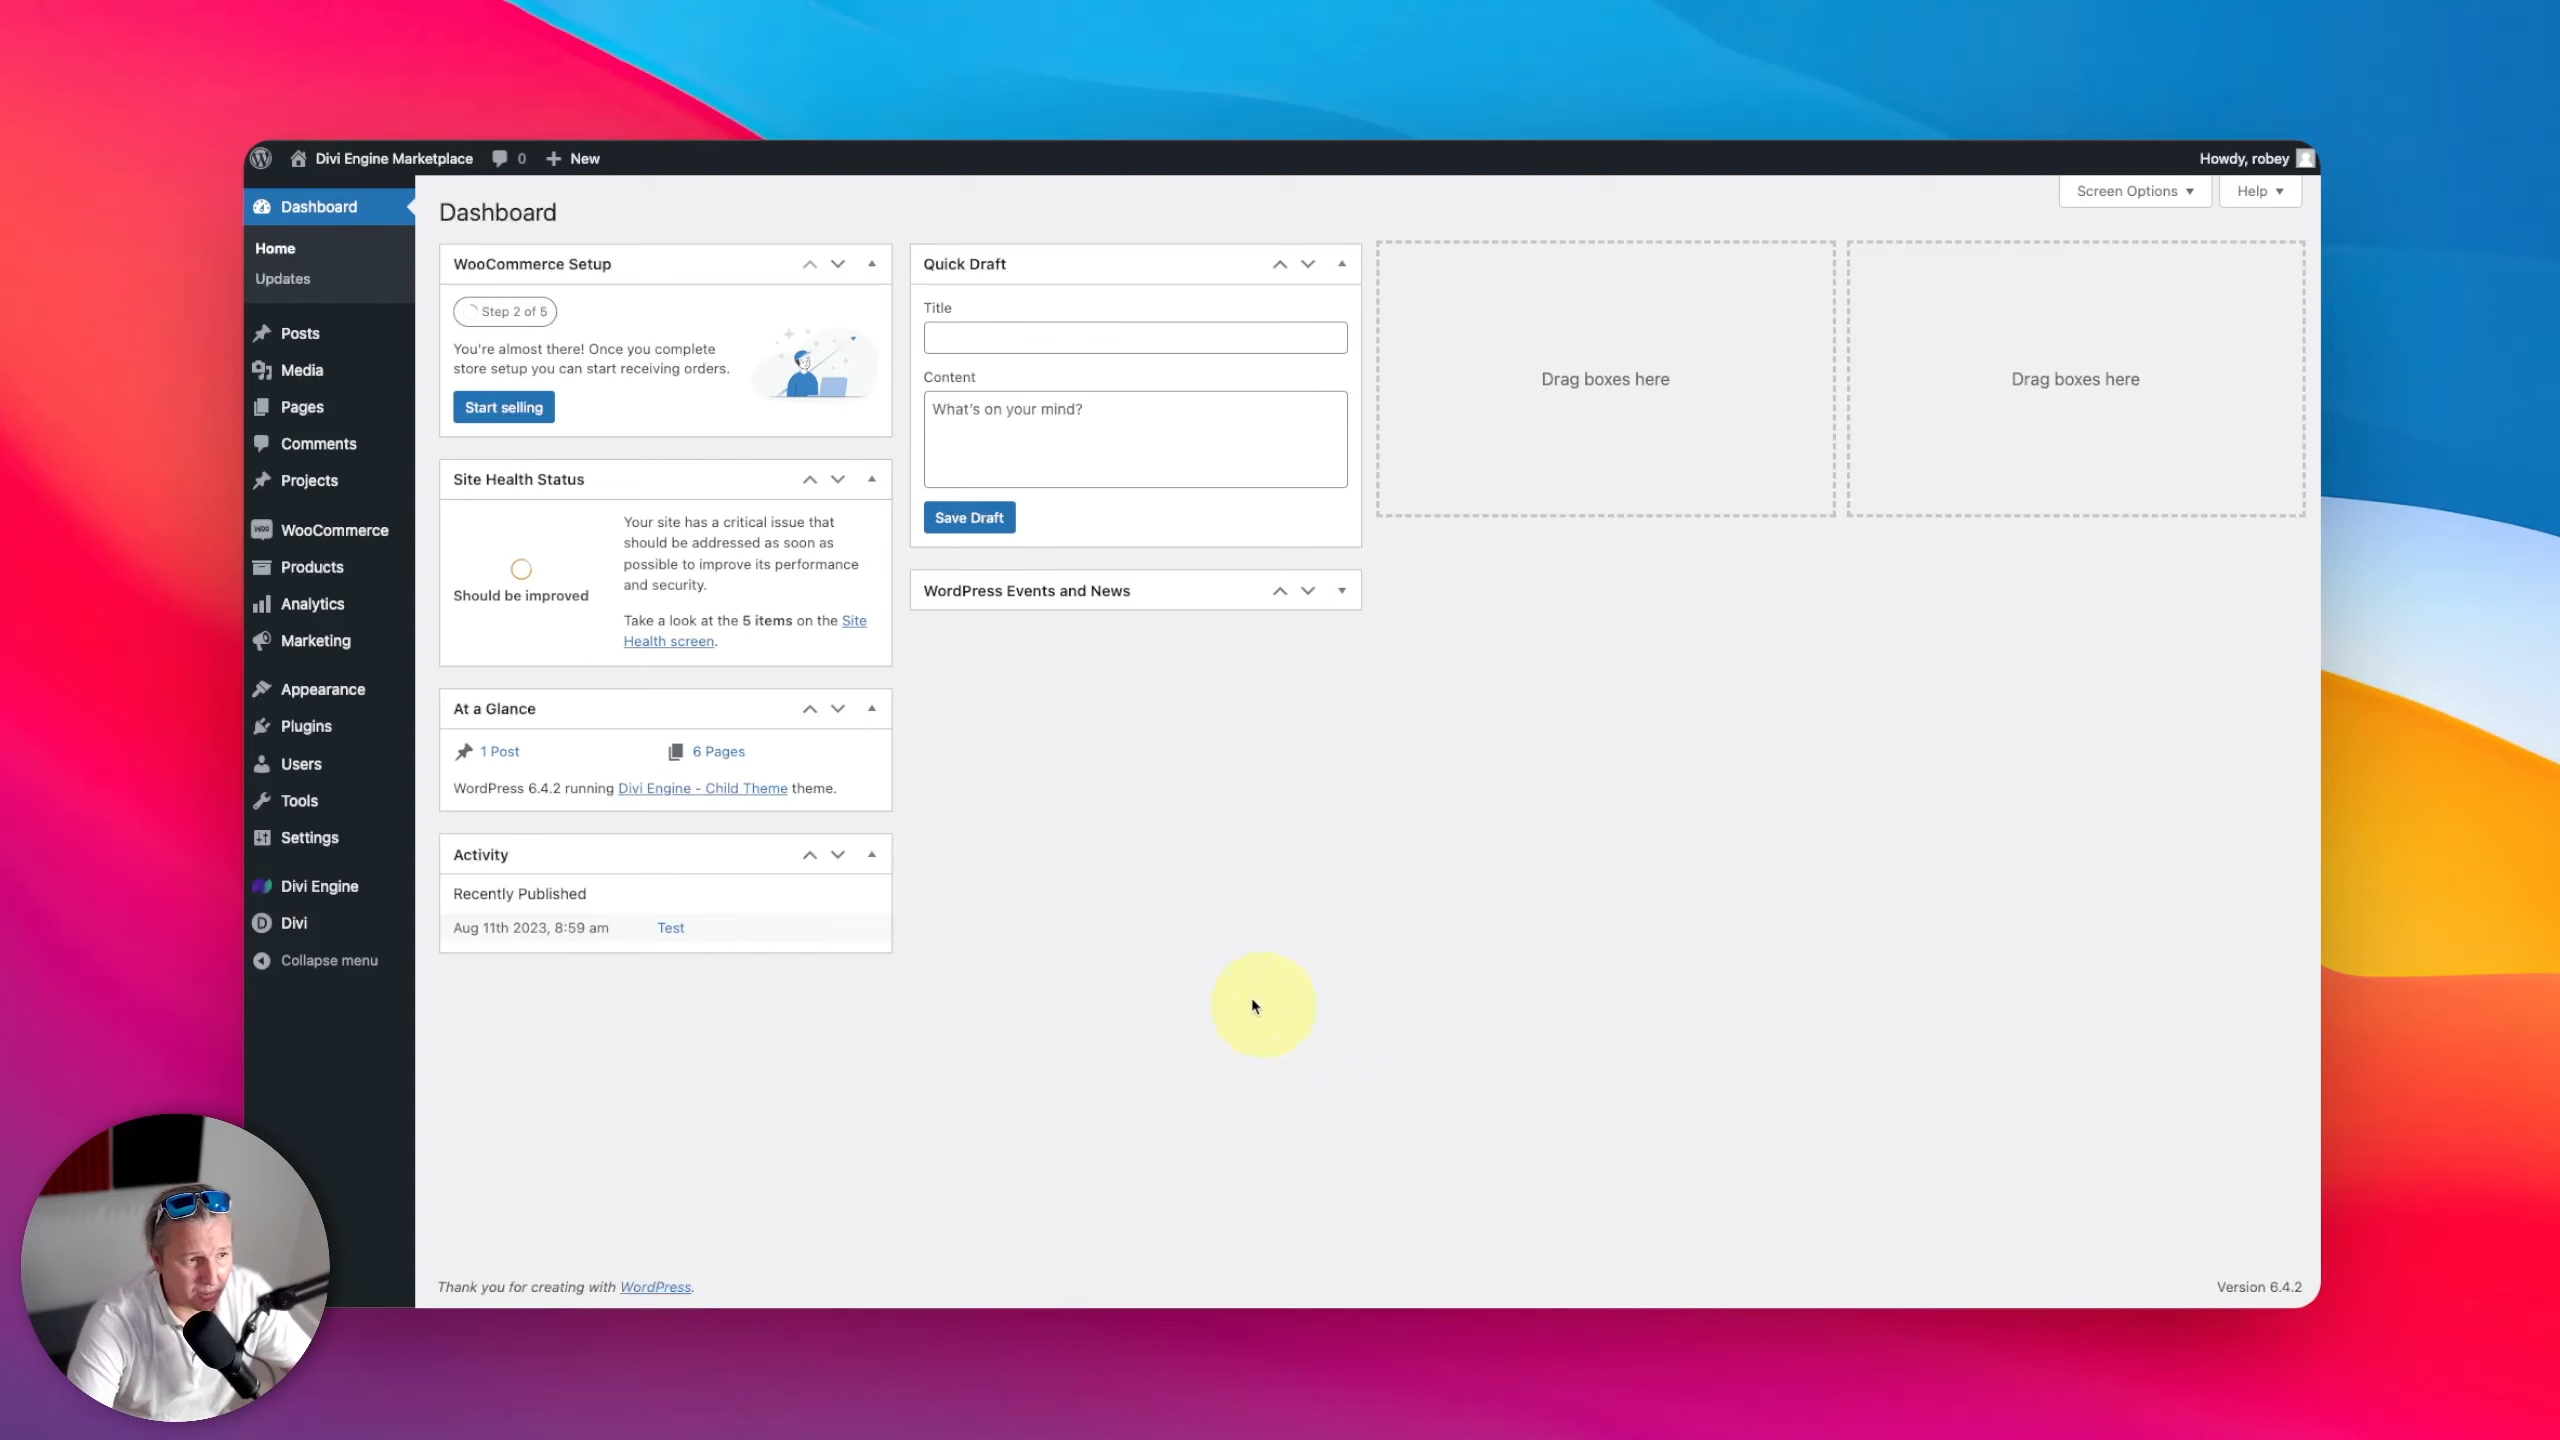 Divi Engine Marketplace 0 New Howdy, robey
Dashboard
Home
Updates
Posts
Media
Pages
Comments
Projects
WooCommerce
Products
Analytics
Marketing
Appearance
Plugins
Users
Tools
Settings
Divi Engine
Divi
Collapse menu
Screen Options
Help
Dashboard
WooCommerce Setup
Step 2 of 5
You're almost there! Once you complete
store setup you can start receiving orders.
Start selling
Site Health Status
Should be improved
Your site has a critical issue that
should be addressed as soon as
possible to improve its performance
and security.
Take a look at the 5 items on the Site
Health screen.
At a Glance
1 Post
6 Pages
WordPress 6.4.2 running Divi Engine - Child Theme theme.
Activity
Recently Published
Aug 11th 2023, 8:59 am Test
Quick Draft
Title
Content
What's on your mind?
Save Draft
WordPress Events and News
Drag boxes here
Drag boxes here
Thank you for creating with WordPress.
Version 6.4.2